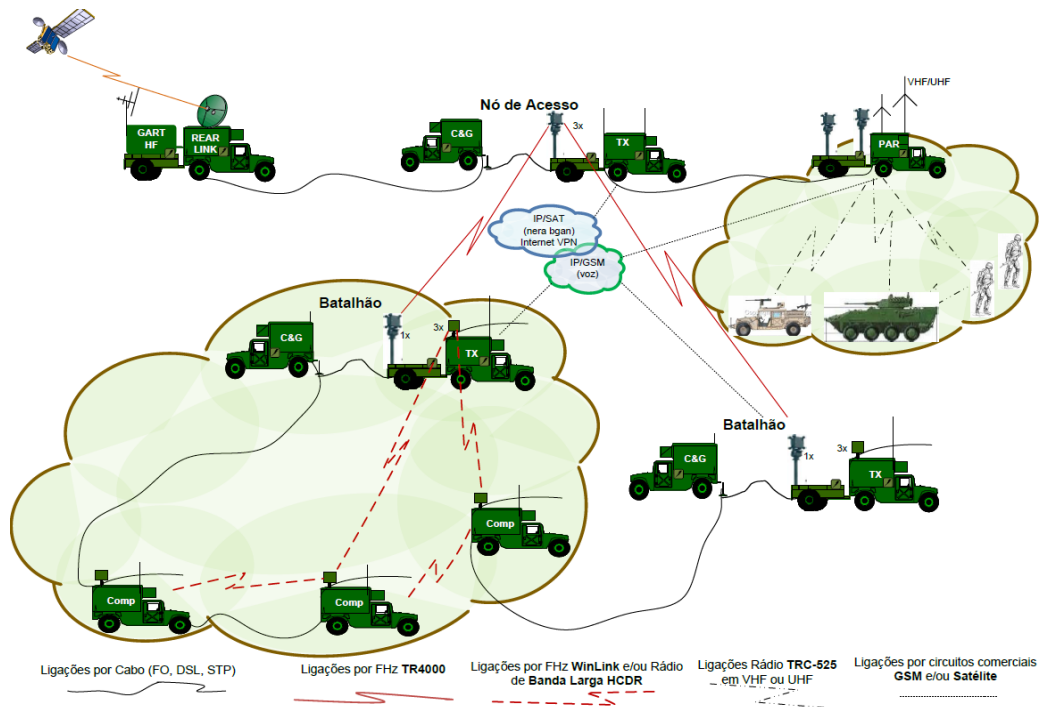 VHF/UHF
Nó de Acesso
GART
HF
REAR
LINK
C&G
3x
TX
PAR
IP/SAT
(nera bgan)
Internet VPN
IP/GSM
(voz)
Batalhão
C&G
1x
3x
TX
Batalhão
C&G
1x
3x
TX
Comp
Comp
Comp
Ligações por Cabo (FO, DSL, STP)
Ligações por FHz TR4000
Ligações por FHz WinLink e/ou Rádio
de Banda Larga HCDR
Ligações Rádio TRC-525
em VHF ou UHF
Ligações por circuitos comerciais
GSM e/ou Satélite